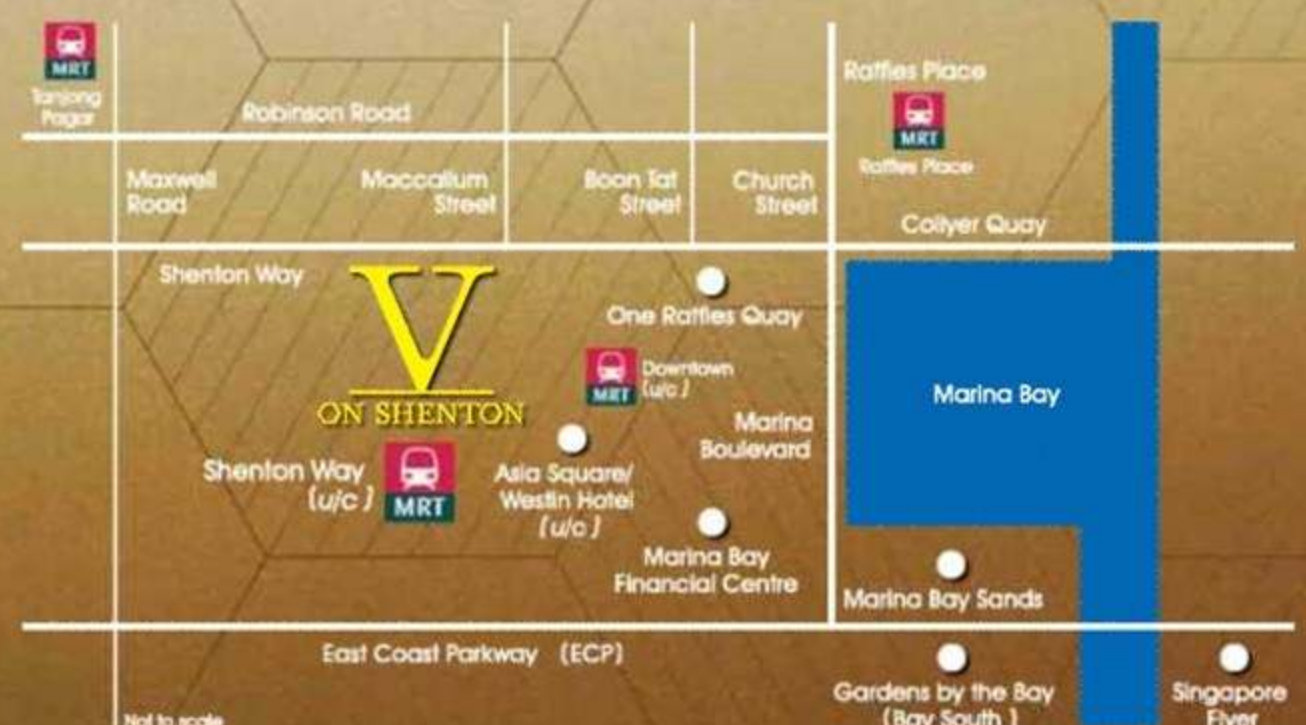 MRT
Tanjong
Pagar
Robinson Road
Raffles Place
MRT
Raffles Place
Maxwell
Road
Maccallum
Street
Boon Tat
Street
Church
Street
Collyer Quay
Shenton Way
V
ON SHENTON
One Raffles Quay
MRT
Downtown
(u/c)
Marina Bay
Marina
Boulevard
Shenton Way
(u/c)
MRT
Asia Square/
Westin Hotel
(u/c)
Marina Bay
Financial Centre
Marina Bay Sands
East Coast Parkway (ECP)
Gardens by the Bay
(Bay South)
Singapore
Flyer
Not to scale